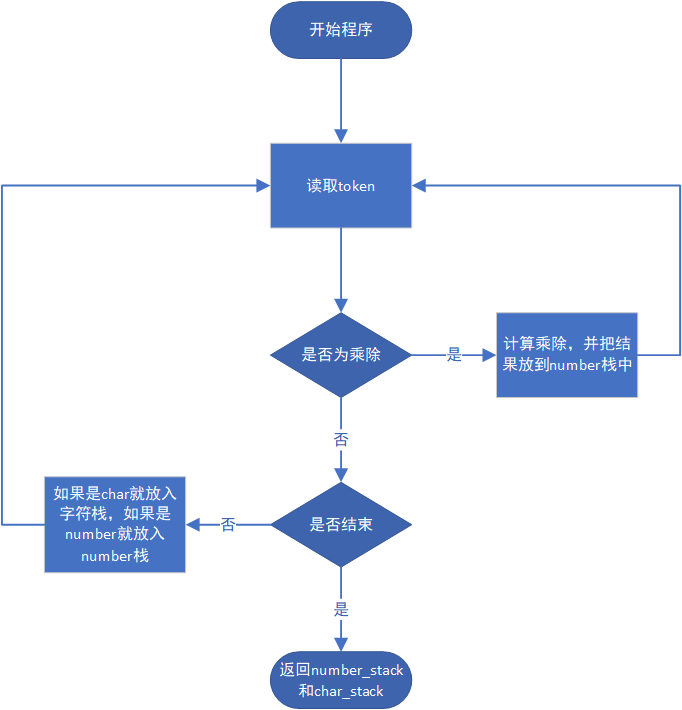 开始程序
读取token
是否为乘除
是
计算乘除，并把结
果放到number栈中
否
是否结束
否
如果是char就放入
字符栈，如果是
number就放入
number栈
是
返回number_stack
和char_stack